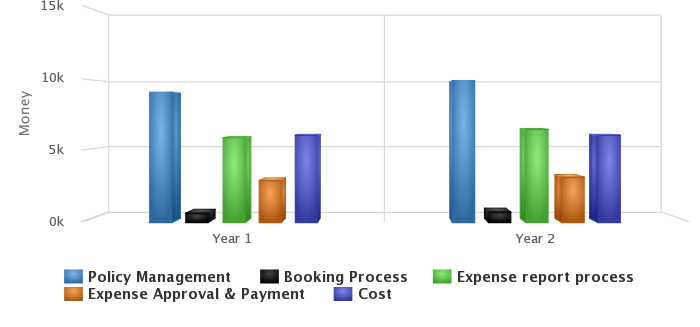 15k
10k
5k
0k
Money
Year 1
Year 2
Policy Management
Booking Process
Expense report process
Expense Approval & Payment
Cost